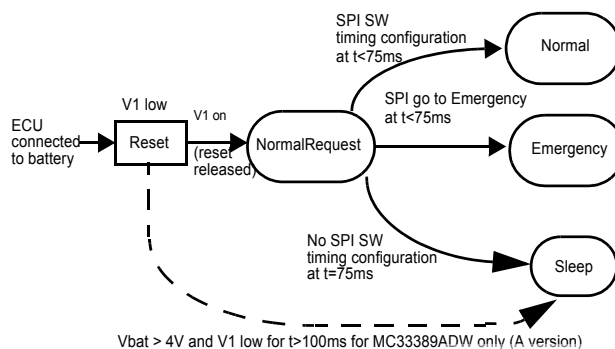 SPI SW
timing configuration
at t<75ms
Normal
V1 low
V1 on
SPI go to Emergency
at t<75ms
ECU
connected
to battery
Reset
(reset
released)
NormalRequest
Emergency
No SPI SW
timing configuration
at t=75ms
Sleep
Vbat > 4V and V1 low for t>100ms for MC33389ADW only (A version)